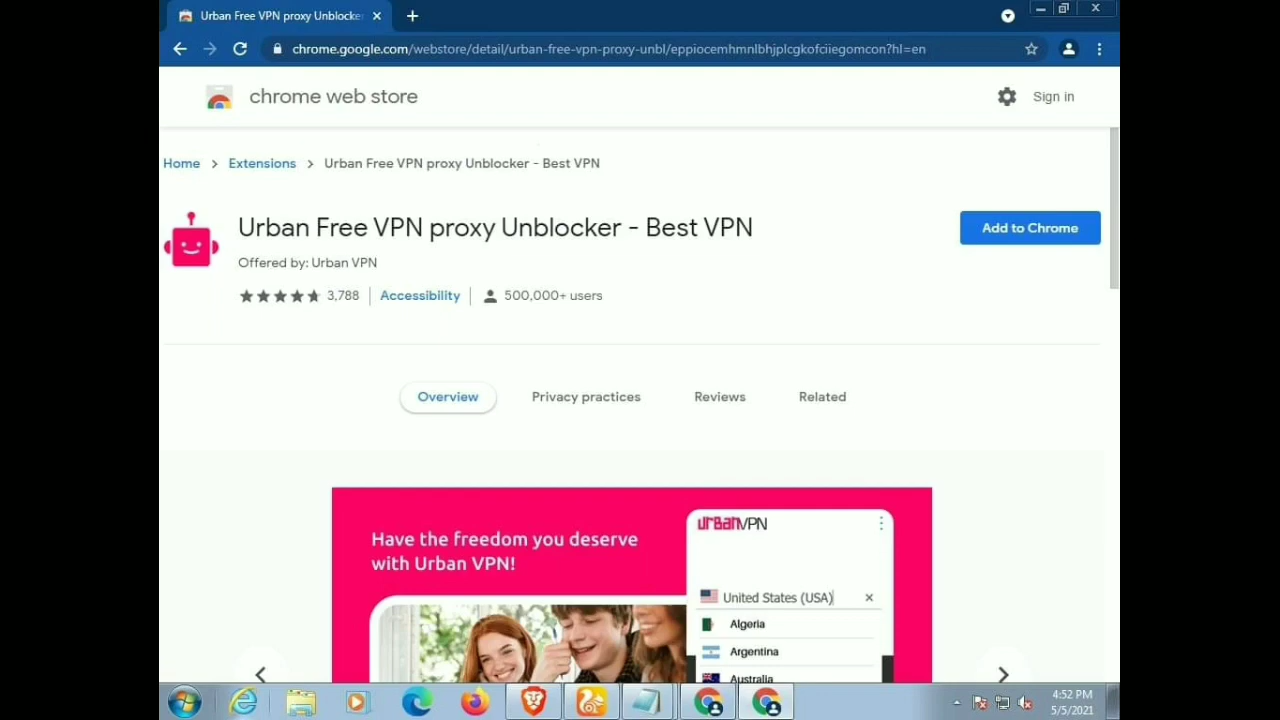 Urban Free VPN proxy Unblocke
chrome.google.com/webstore/detail/urban-free-vpn-proxy-unbl/eppiocemhmnlbhjplcgkofciiegomcon?hl=en
chrome web store
Sign in
Home > Extensions > Urban Free VPN proxy Unblocker - Best VPN
Urban Free VPN proxy Unblocker - Best VPN
Add to Chrome
Offered by: Urban VPN
3,788 Accessibility 500,000+ users
Overview Privacy practices Reviews Related
Have the freedom you deserve
with Urban VPN!
urbanVPN
United States (USA)
Algeria
Argentina
Australia
4:52 PM
5/5/2021